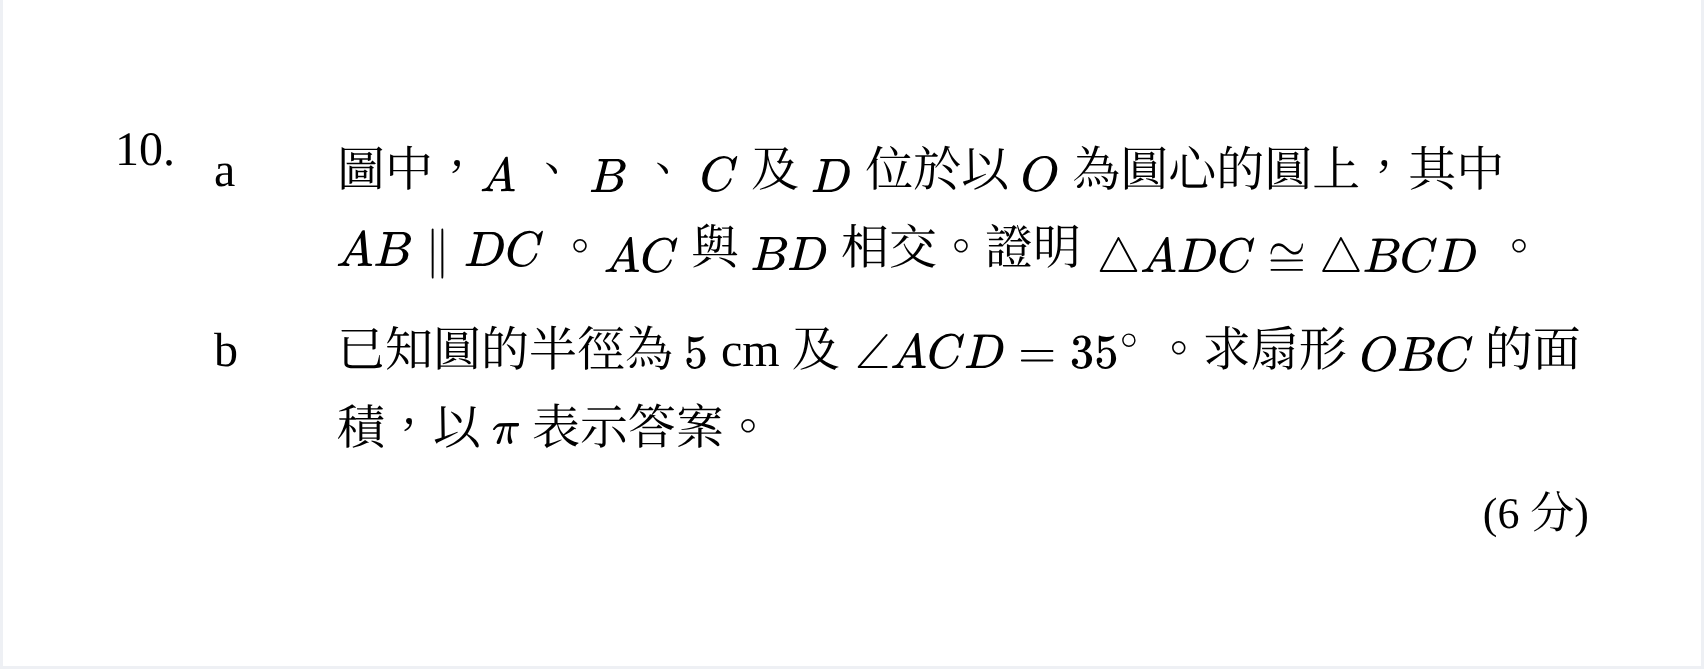 10. a 圖中，A 、 B 、 C 及 D 位於以 O 為圓心的圓上，其中
AB ∥ DC 。AC 與 BD 相交。證明 △ADC ≅ △BCD 。
b 已知圓的半徑為 5 cm 及 ∠ACD = 35° 。求扇形 OBC 的面
積，以 π 表示答案。
(6 分)